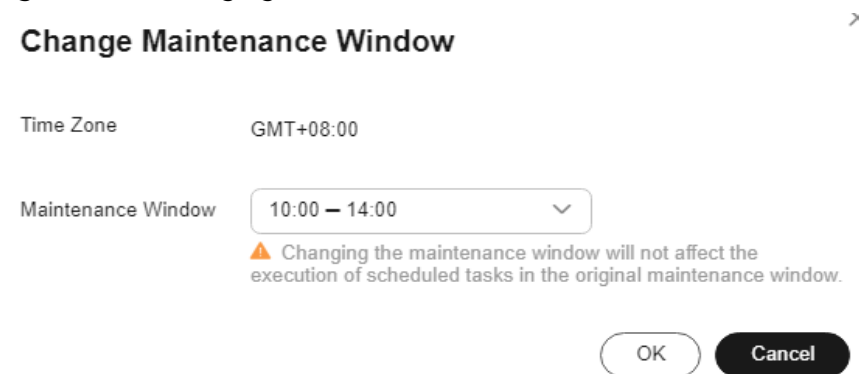 Change Maintenance Window
Time Zone
GMT+08:00
Maintenance Window
10:00 – 14:00
Changing the maintenance window will not affect the
execution of scheduled tasks in the original maintenance window.
OK
Cancel